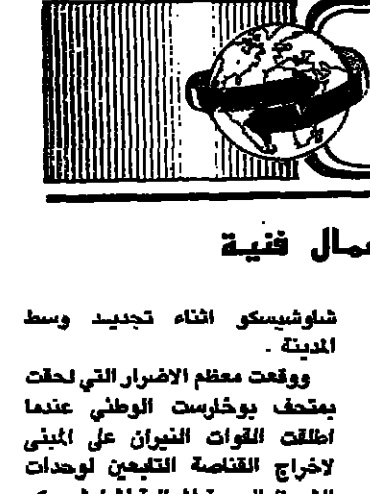 مال فنية
شاوشيسكو اثناء تجديد وسط
المدينة .
ووقعت معظم الاضرار التي لحقت
بمتحف بوخارست الوطني عندما
اطلقت القوات النيران على المبنى
لاخراج القناصة التابعين لوحدات